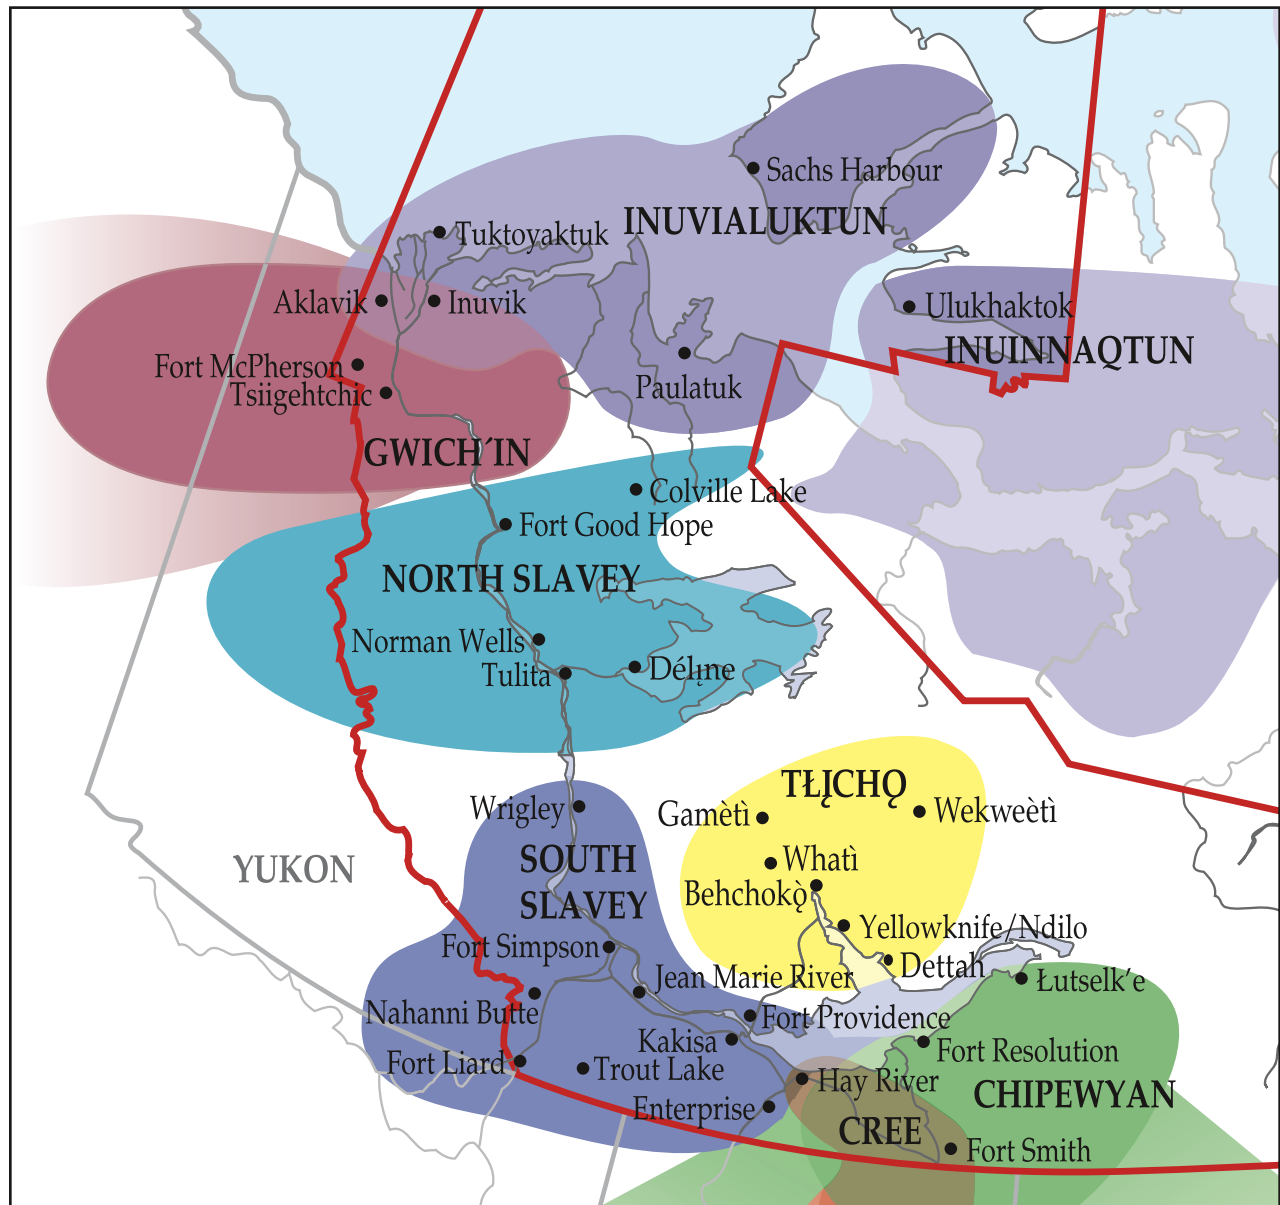 Sachs Harbour
INUVIALUKTUN
Tuktoyaktuk
Aklavik
Inuvik
Ulukhaktok
INUINNAQTUN
Fort McPherson
Tsiigehtchic
Paulatuk
GWICH´IN
Colville Lake
Fort Good Hope
NORTH SLAVEY
Norman Wells
Tulita
Délı̨ne
TŁĮCHǪ
Wrigley
Gamètì
Wekweètì
YUKON
SOUTH
SLAVEY
Whatì
Behchokǫ̀
Yellowknife/Ndilo
Fort Simpson
Dettah
Jean Marie River
Łutselk’e
Nahanni Butte
Fort Providence
Kakisa
Fort Resolution
Fort Liard
Trout Lake
Hay River
CHIPEWYAN
Enterprise
CREE
Fort Smith